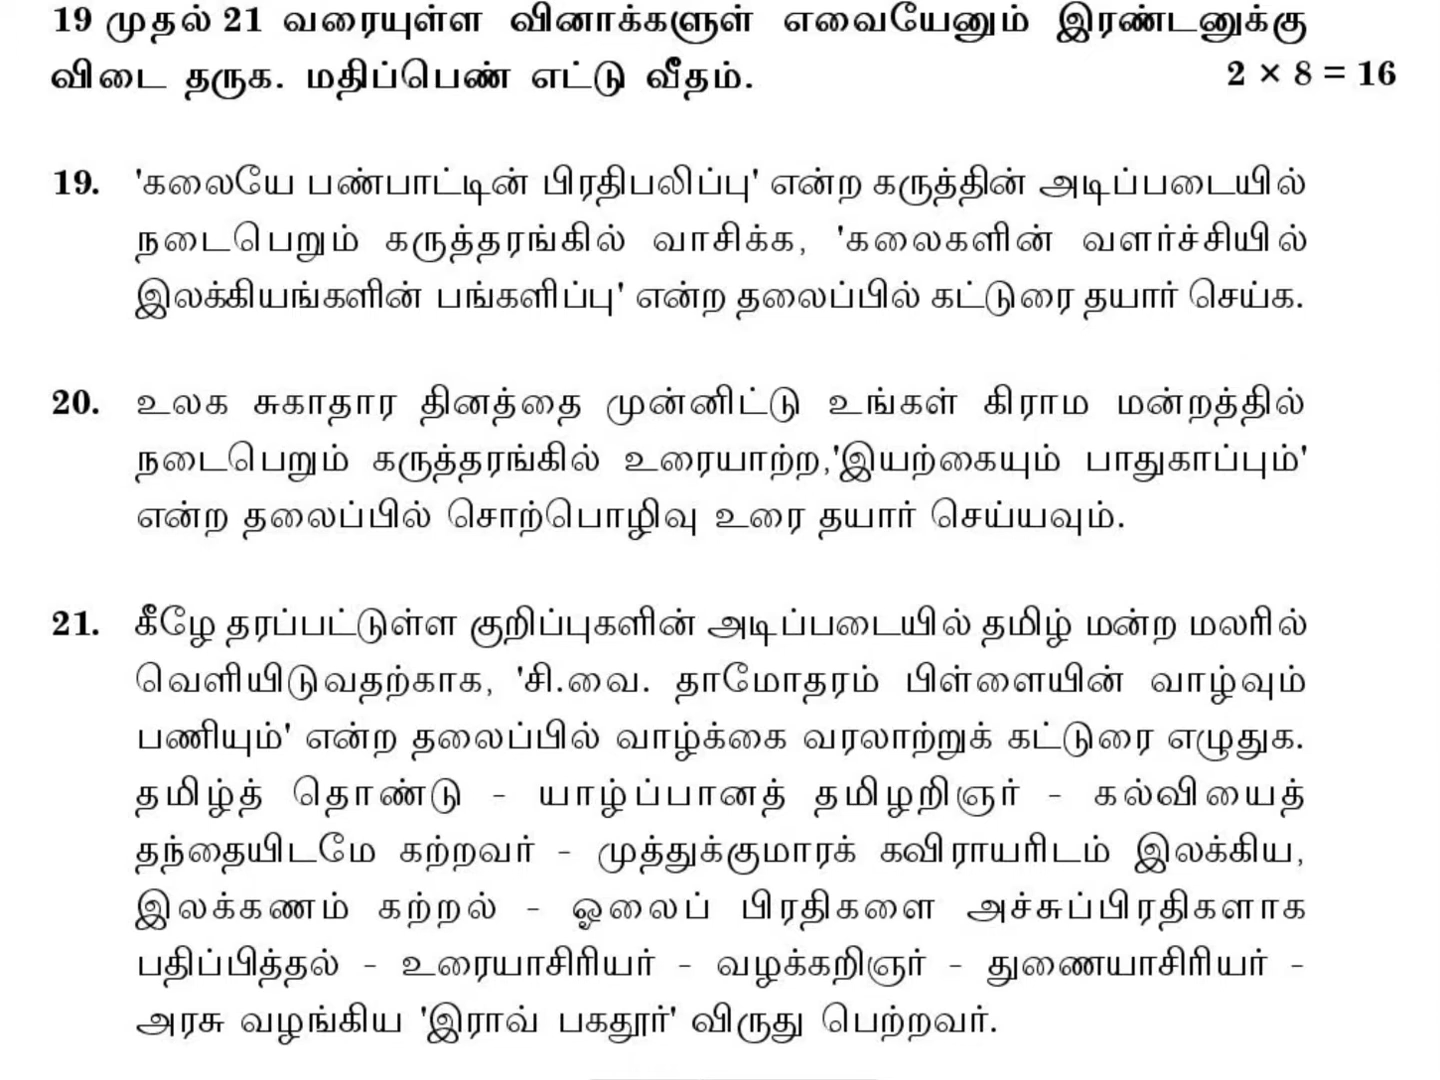 19 முதல் 21 வரையுள்ள வினாக்களுள் எவையேனும் இரண்டனுக்கு
விடை தருக. மதிப்பெண் எட்டு வீதம். 2 × 8 = 16
19. 'கலையே பண்பாட்டின் பிரதிபலிப்பு' என்ற கருத்தின் அடிப்படையில்
நடைபெறும் கருத்தரங்கில் வாசிக்க, 'கலைகளின் வளர்ச்சியில்
இலக்கியங்களின் பங்களிப்பு' என்ற தலைப்பில் கட்டுரை தயார் செய்க.
20. உலக சுகாதார தினத்தை முன்னிட்டு உங்கள் கிராம மன்றத்தில்
நடைபெறும் கருத்தரங்கில் உரையாற்ற,'இயற்கையும் பாதுகாப்பும்'
என்ற தலைப்பில் சொற்பொழிவு உரை தயார் செய்யவும்.
21. கீழே தரப்பட்டுள்ள குறிப்புகளின் அடிப்படையில் தமிழ் மன்ற மலரில்
வெளியிடுவதற்காக, 'சி.வை. தாமோதரம் பிள்ளையின் வாழ்வும்
பணியும்' என்ற தலைப்பில் வாழ்க்கை வரலாற்றுக் கட்டுரை எழுதுக.
தமிழ்த் தொண்டு - யாழ்ப்பானத் தமிழறிஞர் - கல்வியைத்
தந்தையிடமே கற்றவர் - முத்துக்குமாரக் கவிராயரிடம் இலக்கிய,
இலக்கணம் கற்றல் - ஓலைப் பிரதிகளை அச்சுப்பிரதிகளாக
பதிப்பித்தல் - உரையாசிரியர் - வழக்கறிஞர் - துணையாசிரியர் -
அரசு வழங்கிய 'இராவ் பகதூர்' விருது பெற்றவர்.